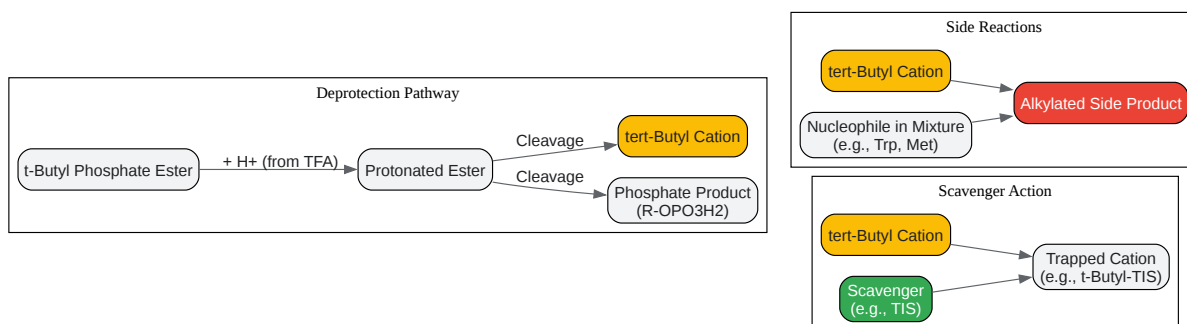 Deprotection Pathway
t-Butyl Phosphate Ester
+ H+ (from TFA)
Protonated Ester
Cleavage
tert-Butyl Cation
Cleavage
Phosphate Product
(R-OPO3H2)
Side Reactions
tert-Butyl Cation
Nucleophile in Mixture
(e.g., Trp, Met)
Alkylated Side Product
Scavenger Action
tert-Butyl Cation
Scavenger
(e.g., TIS)
Trapped Cation
(e.g., t-Butyl-TIS)